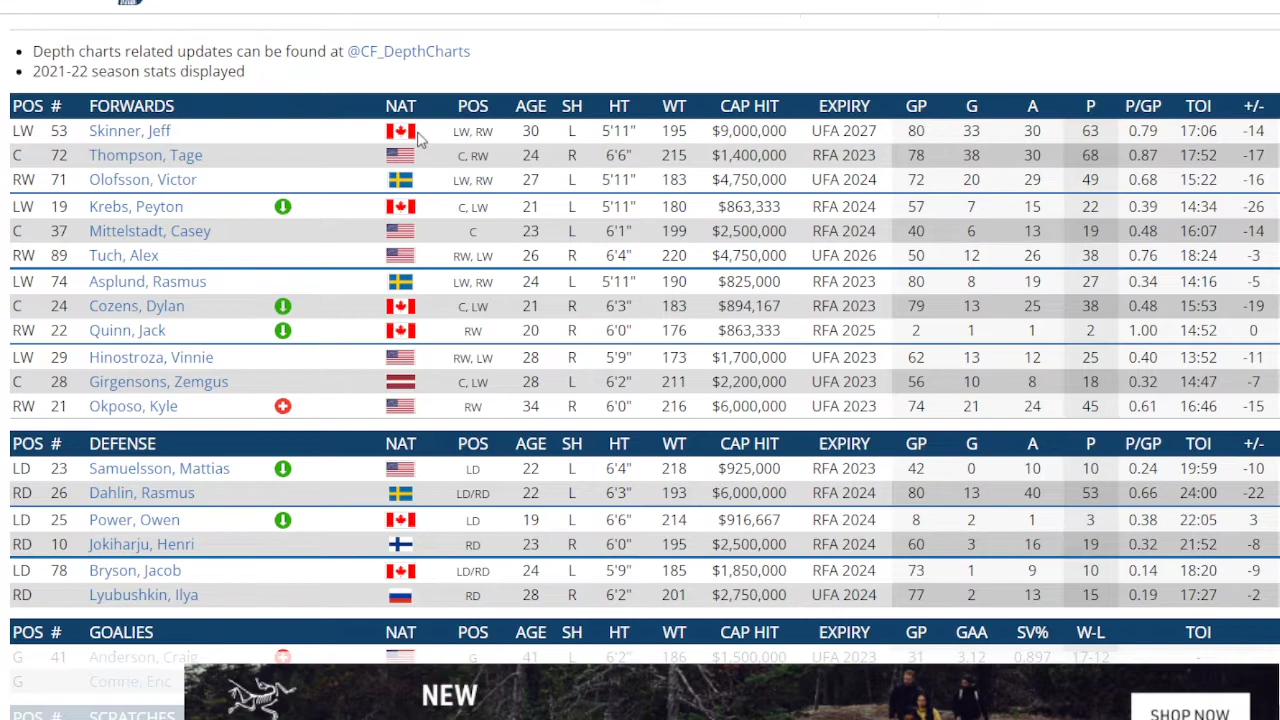 Depth charts related updates can be found at @CF_DepthCharts
2021-22 season stats displayed
POS # FORWARDS NAT POS AGE SH HT WT CAP HIT EXPIRY GP G A P P/GP TOI +/-
LW 53 Skinner, Jeff LW, RW 30 L 5'11" 195 $9,000,000 UFA 2027 80 33 30 63 0.79 17:06 -14
C 72 Thompson, Tage C, RW 24 R 6'6" 215 $1,400,000 RFA 2023 78 38 30 68 0.87 17:52 -17
RW 71 Olofsson, Victor LW, RW 27 L 5'11" 183 $4,750,000 UFA 2024 72 20 29 49 0.68 15:22 -16
LW 19 Krebs, Peyton C, LW 21 L 5'11" 180 $863,333 RFA 2023 57 7 15 22 0.39 14:34 -26
C 37 Mittelstadt, Casey C 23 L 6'1" 199 $2,500,000 RFA 2024 40 6 13 0.48 16:07 -14
RW 89 Tuch, Alex RW, LW 26 R 6'4" 220 $4,750,000 UFA 2026 50 12 26 38 0.76 18:24 -3
LW 74 Asplund, Rasmus LW, RW 24 L 5'11" 190 $825,000 RFA 2023 80 8 19 27 0.34 14:16 -5
C 24 Cozens, Dylan C, LW 21 R 6'3" 183 $894,167 RFA 2023 79 13 25 38 0.48 15:53 -19
RW 22 Quinn, Jack RW 20 R 6'0" 176 $863,333 RFA 2025 2 1 1 2 1.00 14:52 0
LW 29 Hinostroza, Vinnie RW, LW 28 R 5'9" 173 $1,700,000 UFA 2023 62 13 12 25 0.40 13:52 -11
C 28 Girgensons, Zemgus C, LW 28 L 6'2" 211 $2,200,000 UFA 2023 56 10 8 18 0.32 14:47 -7
RW 21 Okposo, Kyle RW 34 R 6'0" 216 $6,000,000 UFA 2023 74 21 24 45 0.61 16:46 -15
POS # DEFENSE NAT POS AGE SH HT WT CAP HIT EXPIRY GP G A P P/GP TOI +/-
LD 23 Samuelsson, Mattias LD 22 L 6'4" 218 $925,000 RFA 2023 42 0 10 0.24 19:59 -10
RD 26 Dahlin, Rasmus LD/RD 22 L 6'3" 193 $6,000,000 RFA 2024 80 13 40 53 0.66 24:00 -22
LD 25 Power, Owen LD 19 L 6'6" 214 $916,667 RFA 2024 8 2 1 3 0.38 22:05 3
RD 10 Jokiharju, Henri RD 23 R 6'0" 195 $2,500,000 RFA 2024 60 3 16 19 0.32 21:52 -8
LD 78 Bryson, Jacob LD/RD 24 L 5'9" 185 $1,850,000 RFA 2024 73 1 9 10 0.14 18:20 -9
RD Lyubushkin, Ilya RD 28 R 6'2" 201 $2,750,000 UFA 2024 77 2 13 15 0.19 17:27 -2
POS # GOALIES NAT POS AGE SH HT WT CAP HIT EXPIRY GP GAA SV% W-L TOI
G 41 Anderson, Craig G 41 L 6'2" 186 $1,500,000 UFA 2023 31 3.12 0.897 17-12 -
G Comrie, Eric
POS # SCRATCHES
NEW
SHOP NOW